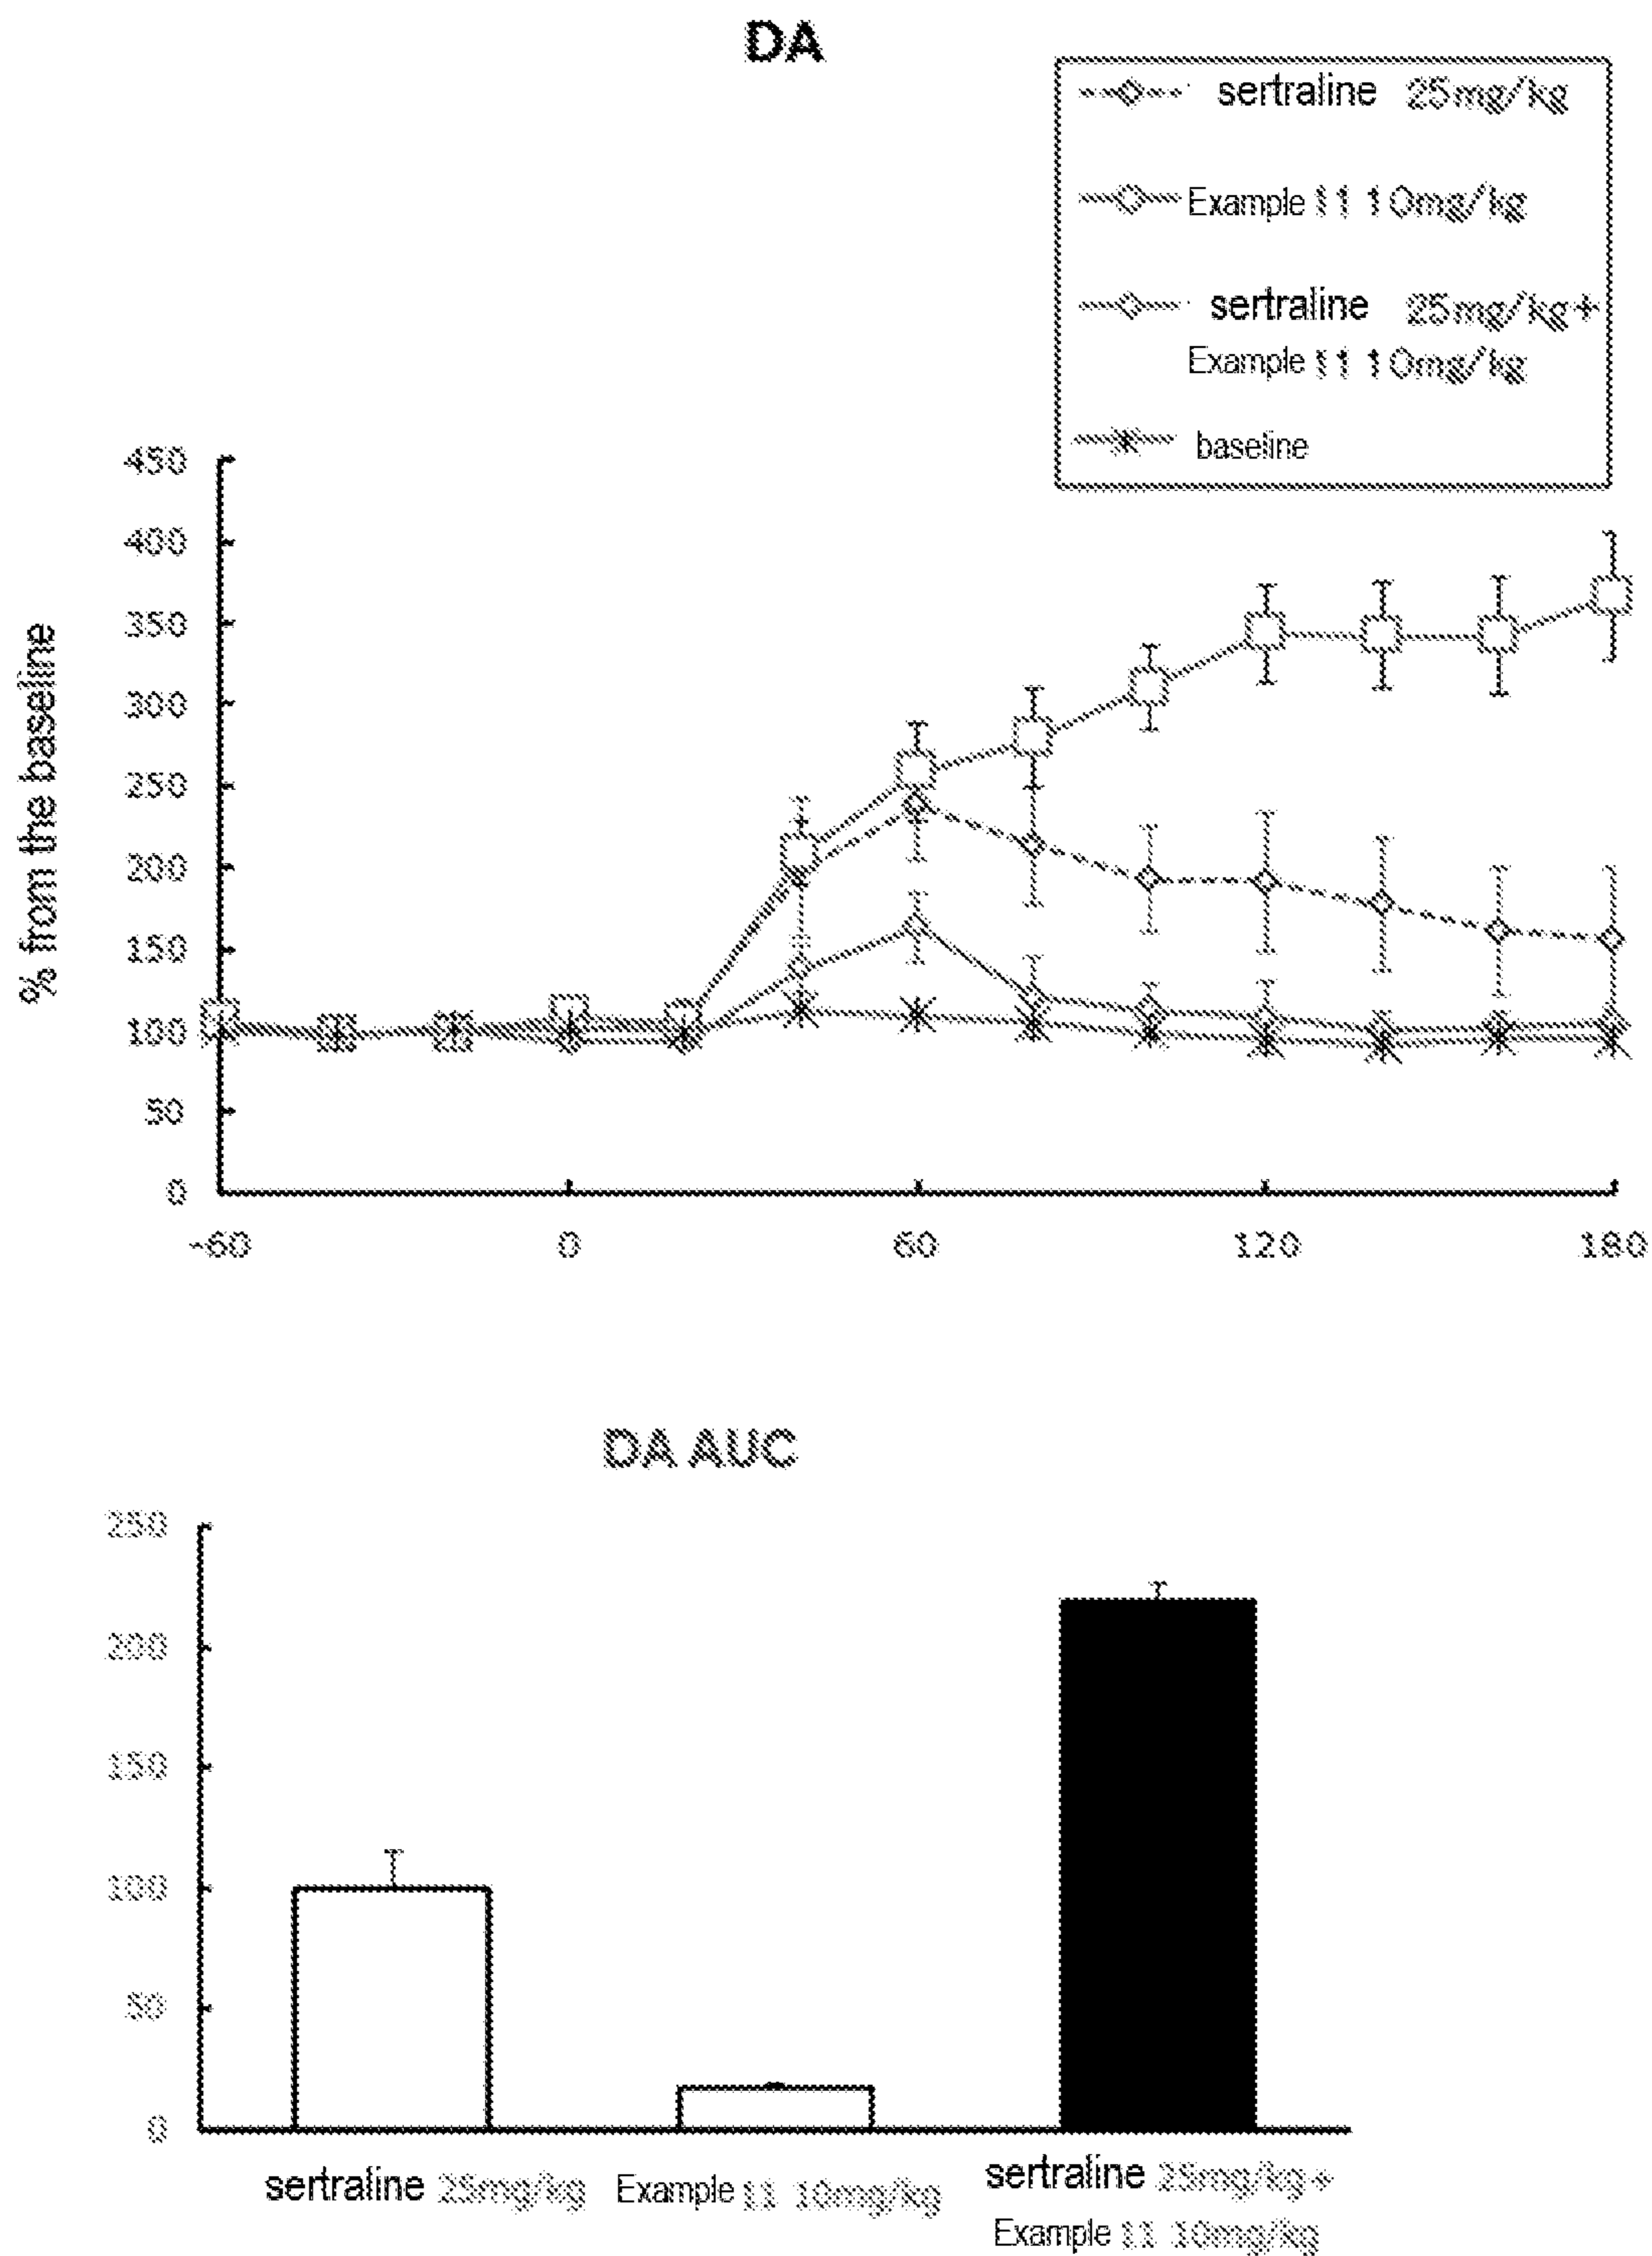 DA
sertraline 25mg/kg
Example 11 10mg/kg
sertraline 25mg/kg+
Example 11 10mg/kg
baseline
% from the baseline
450
400
350
300
250
200
150
100
50
0
-60 0 60 120 180
DA AUC
250
200
150
100
50
0
sertraline 25mg/kg
Example 11 10mg/kg
sertraline 25mg/kg+
Example 11 10mg/kg